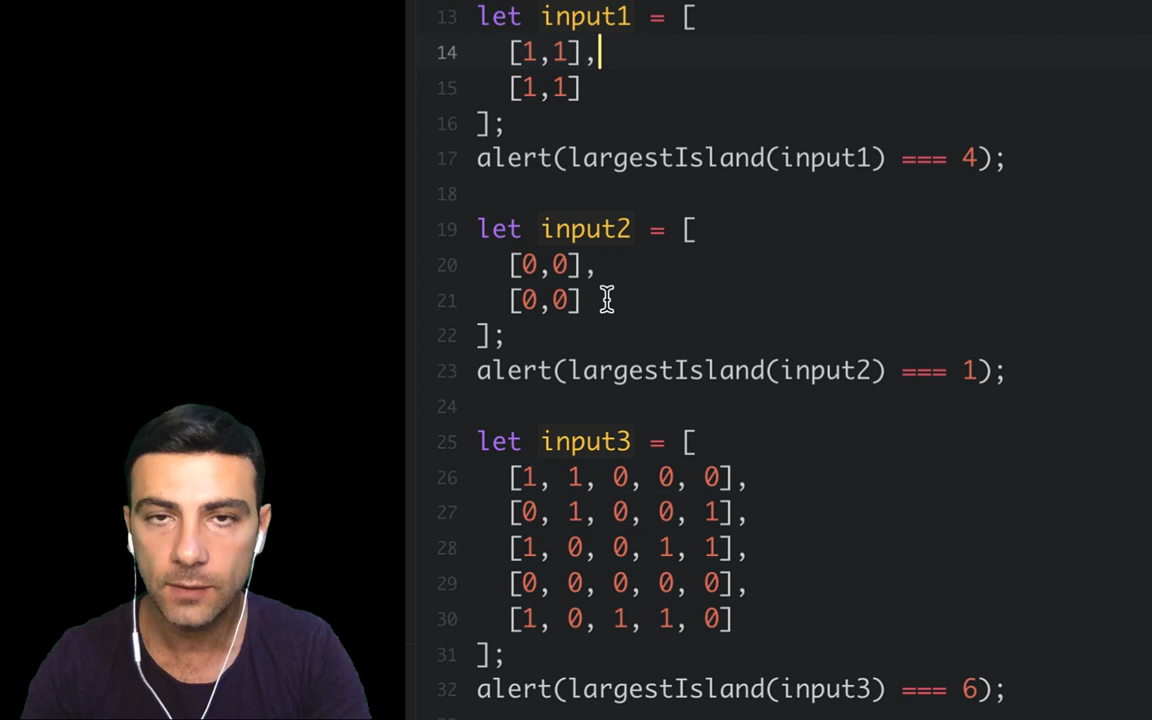 13 let input1 = [
14 [1,1],
15 [1,1]
16 ];
17 alert(largestIsland(input1) === 4);
18
19 let input2 = [
20 [0,0],
21 [0,0]
22 ];
23 alert(largestIsland(input2) === 1);
24
25 let input3 = [
26 [1, 1, 0, 0, 0],
27 [0, 1, 0, 0, 1],
28 [1, 0, 0, 1, 1],
29 [0, 0, 0, 0, 0],
30 [1, 0, 1, 1, 0]
31 ];
32 alert(largestIsland(input3) === 6);